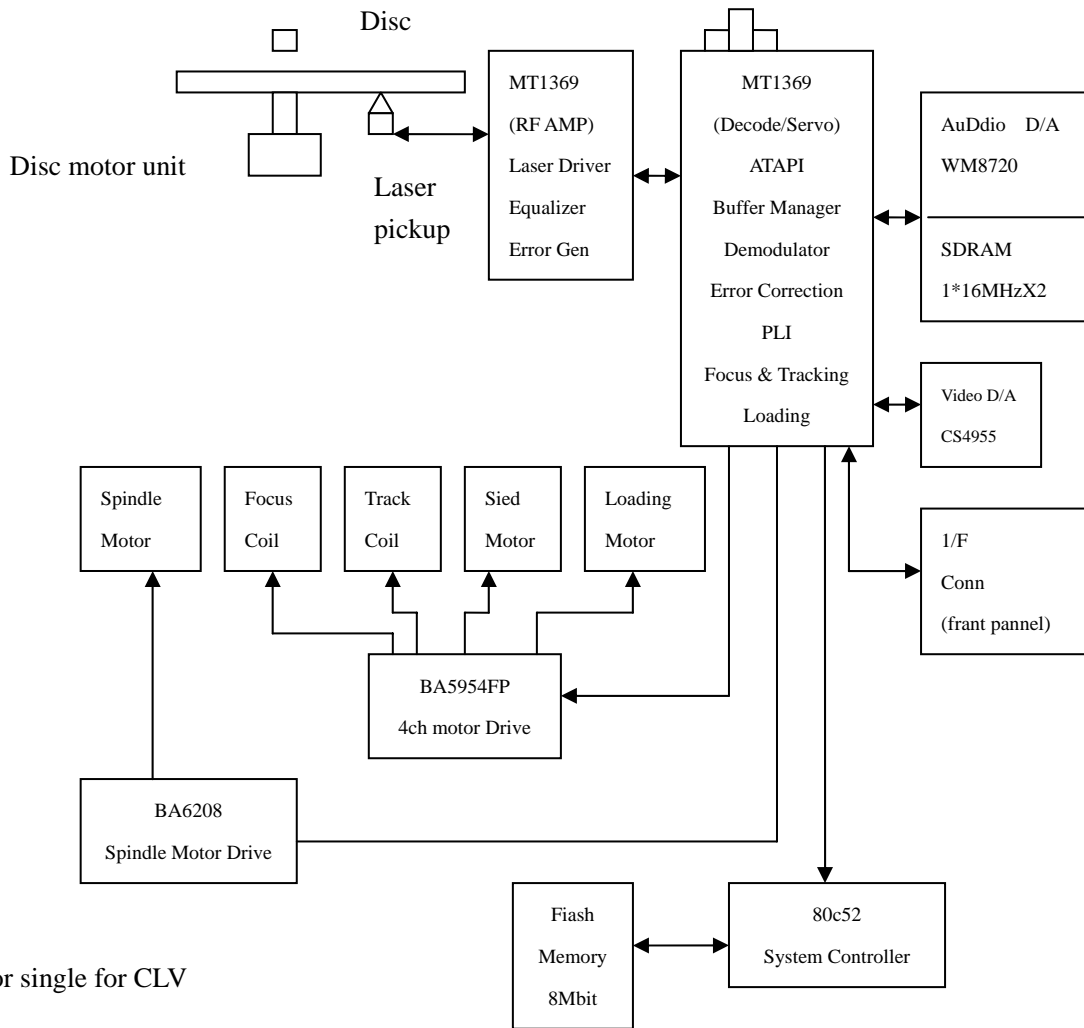 Disc
Disc motor unit
Laser
pickup
MT1369
(RF AMP)
Laser Driver
Equalizer
Error Gen
MT1369
(Decode/Servo)
ATAPI
Buffer Manager
Demodulator
Error Correction
PLI
Focus & Tracking
Loading
AuDdio D/A
WM8720
SDRAM
1*16MHzX2
Video D/A
CS4955
1/F
Conn
(frant pannel)
Spindle
Motor
Focus
Coil
Track
Coil
Sied
Motor
Loading
Motor
BA5954FP
4ch motor Drive
BA6208
Spindle Motor Drive
Fiash
Memory
8Mbit
80c52
System Controller
or single for CLV